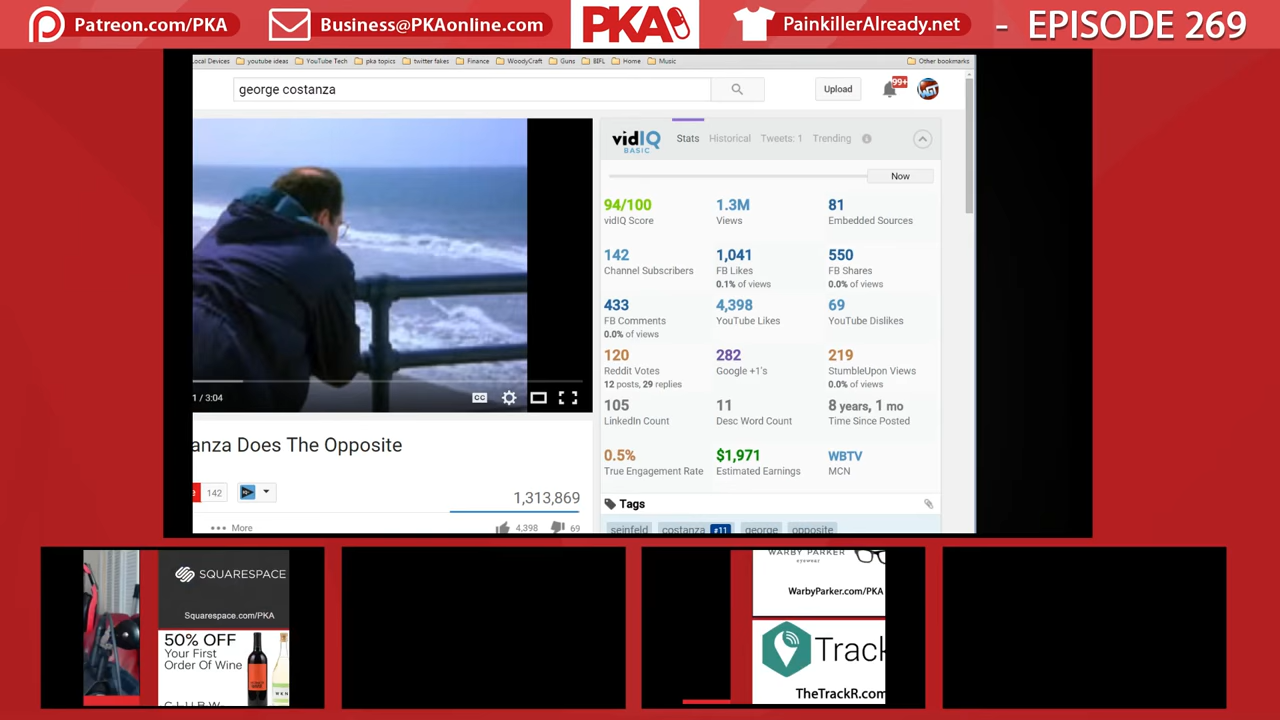 Patreon.com/PKA
Business@PKAonline.com
PKA
PainkillerAlready.net
- EPISODE 269
ocal Devices youtube ideas YouTube Tech pka topics twitter fakes Finance WoodyCraft Guns BIFL Home Music Other bookmarks
george costanza
Upload
99+
WGT
vidIQ
BASIC
Stats Historical Tweets: 1 Trending
Now
94/100 1.3M 81
vidIQ Score Views Embedded Sources
142 1,041 550
Channel Subscribers FB Likes FB Shares
0.1% of views 0.0% of views
433 4,398 69
FB Comments YouTube Likes YouTube Dislikes
0.0% of views
120 282 219
Reddit Votes Google +1's StumbleUpon Views
12 posts, 29 replies 0.0% of views
105 11 8 years, 1 mo
LinkedIn Count Desc Word Count Time Since Posted
0.5% $1,971 WBTV
True Engagement Rate Estimated Earnings MCN
Tags
seinfeld costanza #11 george opposite
1 / 3:04
CC
anza Does The Opposite
142
1,313,869
More
4,398 69
SQUARESPACE
Squarespace.com/PKA
50% OFF
Your First
Order Of Wine
CLUBW
WARBY PARKER
eyewear
WarbyParker.com/PKA
Track
TheTrackR.com